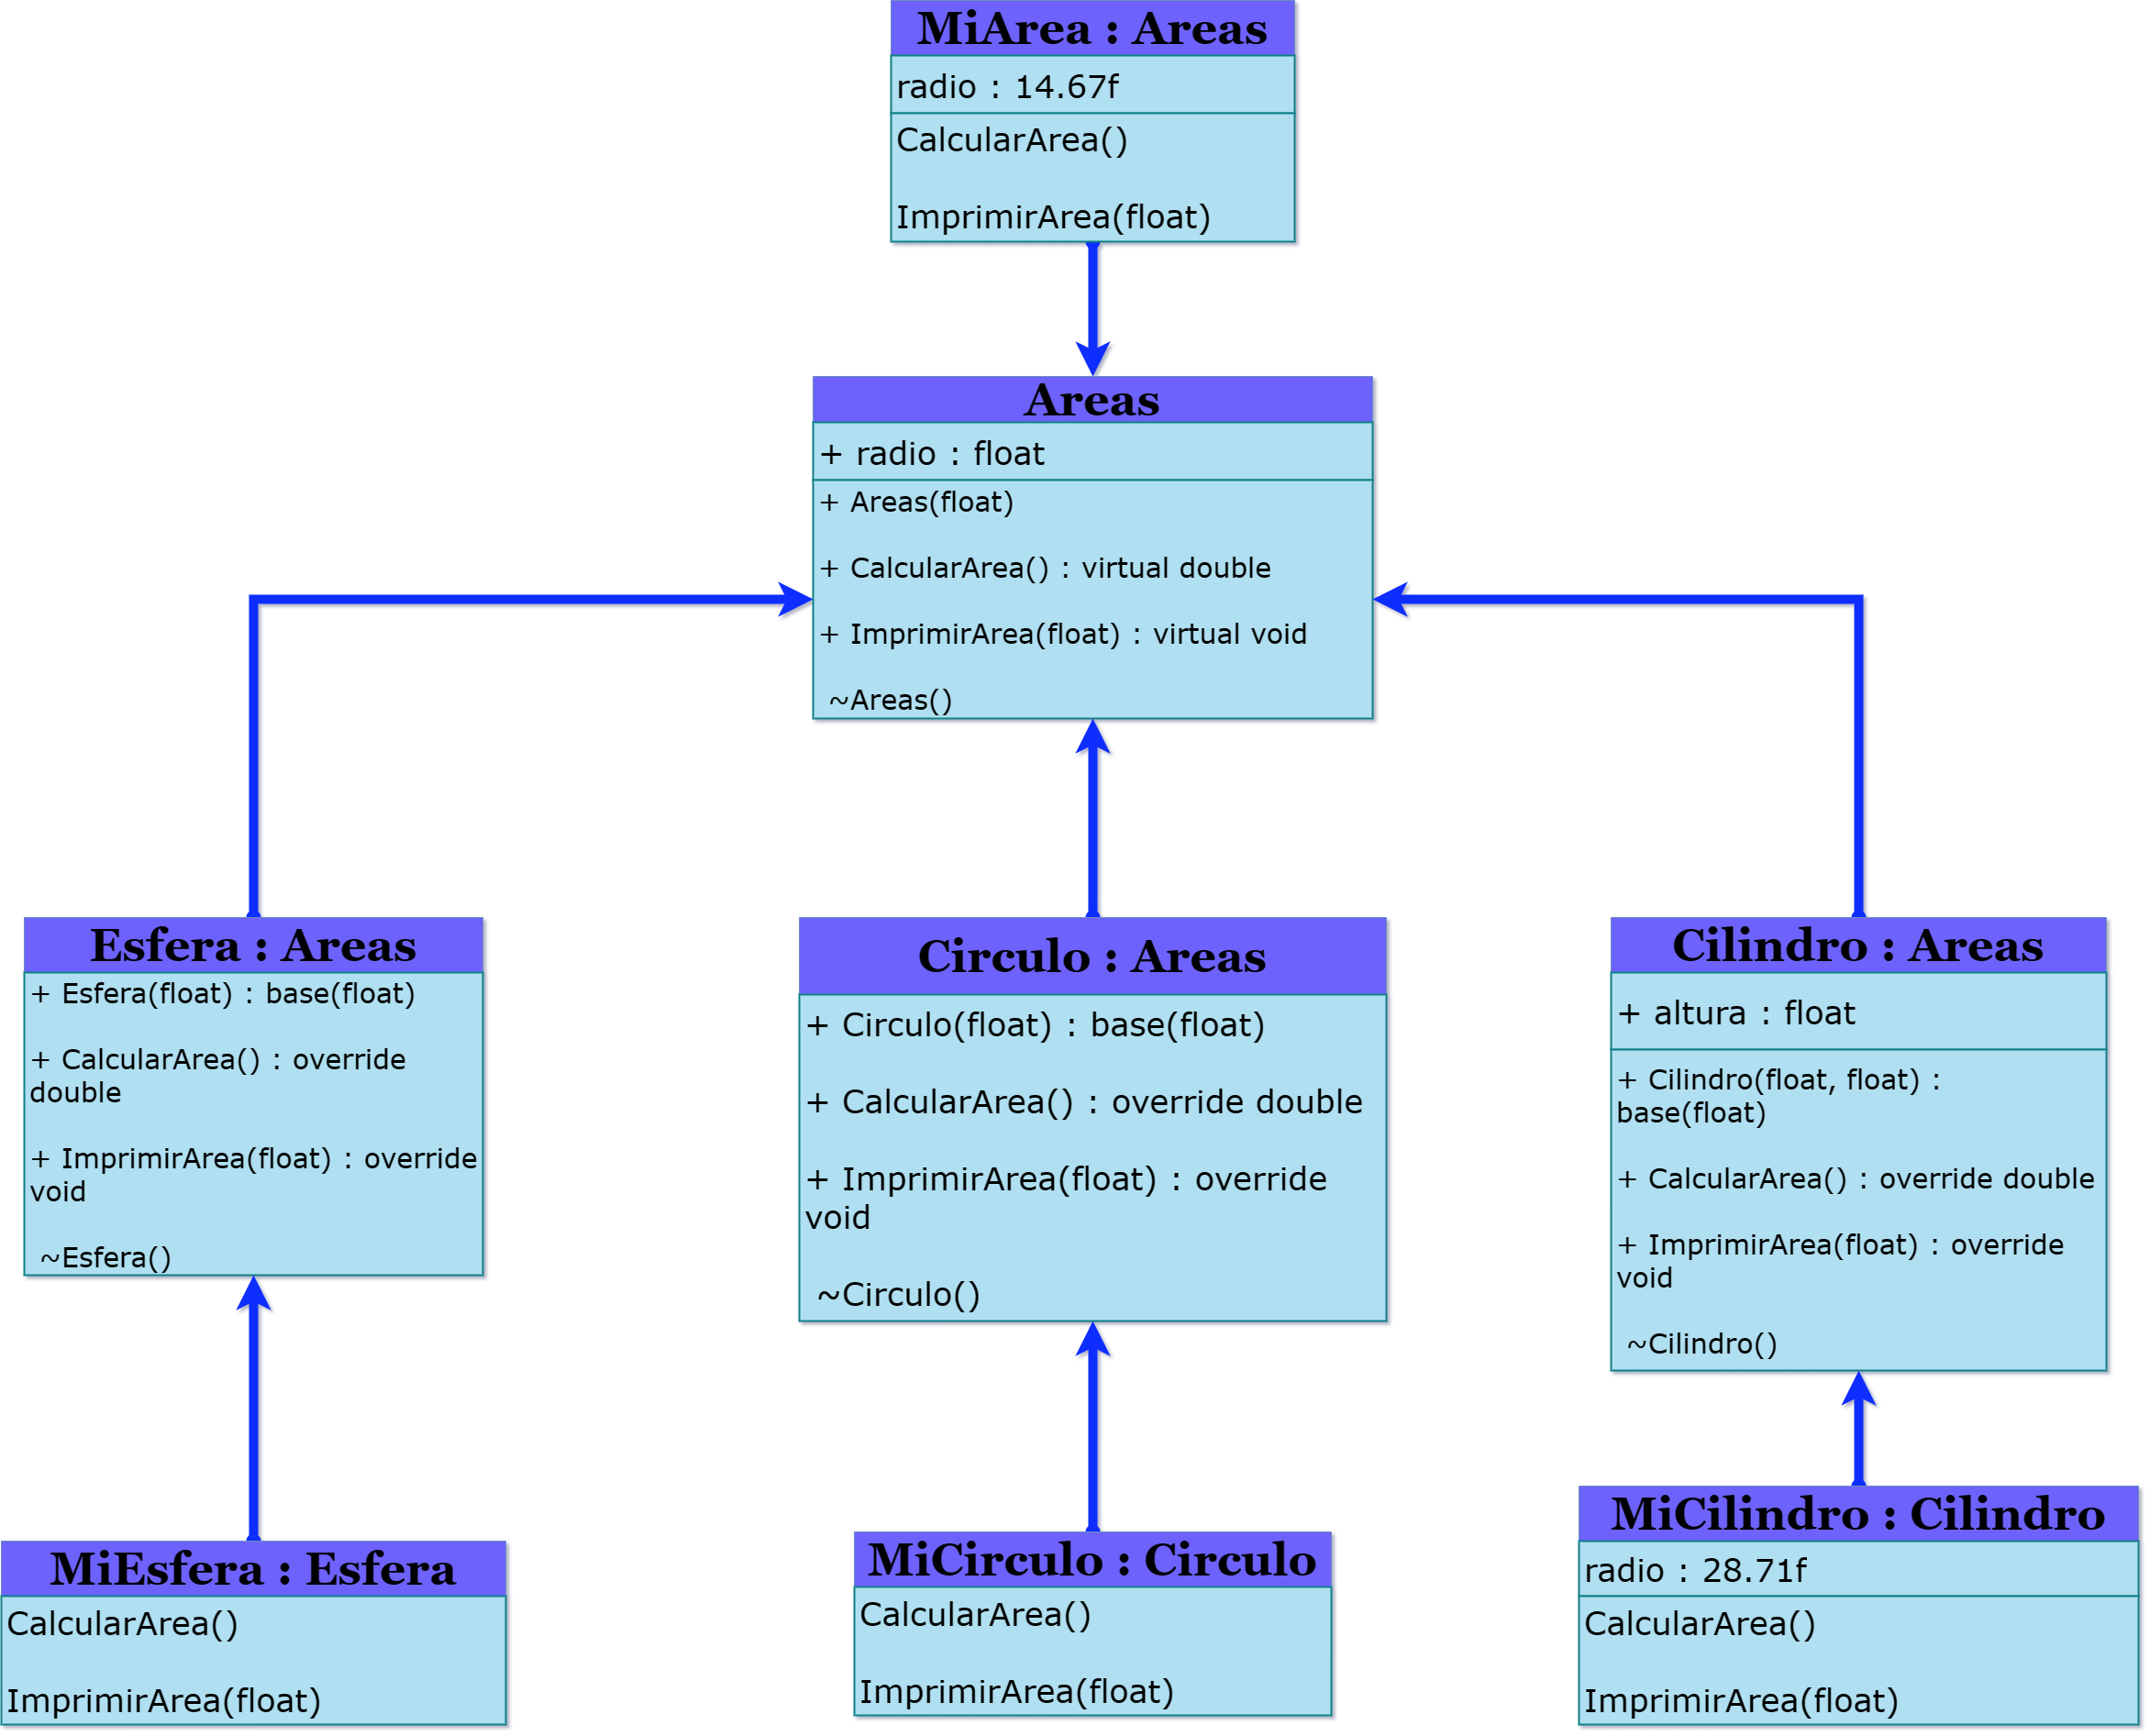 MiArea : Areas
radio : 14.67f
CalcularArea()
ImprimirArea(float)
Areas
+ radio : float
+ Areas(float)
+ CalcularArea() : virtual double
+ ImprimirArea(float) : virtual void
~Areas()
Esfera : Areas
+ Esfera(float) : base(float)
+ CalcularArea() : override
double
+ ImprimirArea(float) : override
void
~Esfera()
Circulo : Areas
+ Circulo(float) : base(float)
+ CalcularArea() : override double
+ ImprimirArea(float) : override
void
~Circulo()
Cilindro : Areas
+ altura : float
+ Cilindro(float, float) :
base(float)
+ CalcularArea() : override double
+ ImprimirArea(float) : override
void
~Cilindro()
MiEsfera : Esfera
CalcularArea()
ImprimirArea(float)
MiCirculo : Circulo
CalcularArea()
ImprimirArea(float)
MiCilindro : Cilindro
radio : 28.71f
CalcularArea()
ImprimirArea(float)